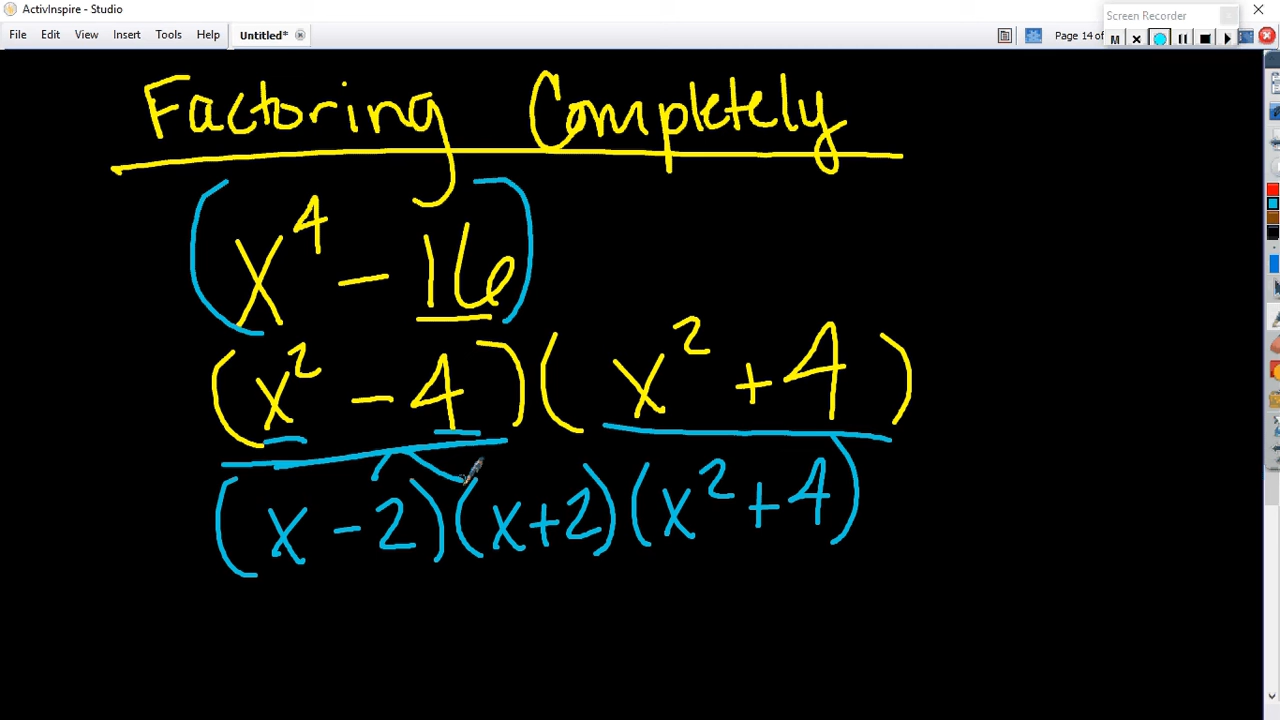 ActivInspire - Studio
Screen Recorder
File Edit View Insert Tools Help Untitled* Page 14 of
M
Factoring Completely
(x⁴ - 16)
(x² - 4)(x² + 4)
(x - 2)(x + 2)(x² + 4)